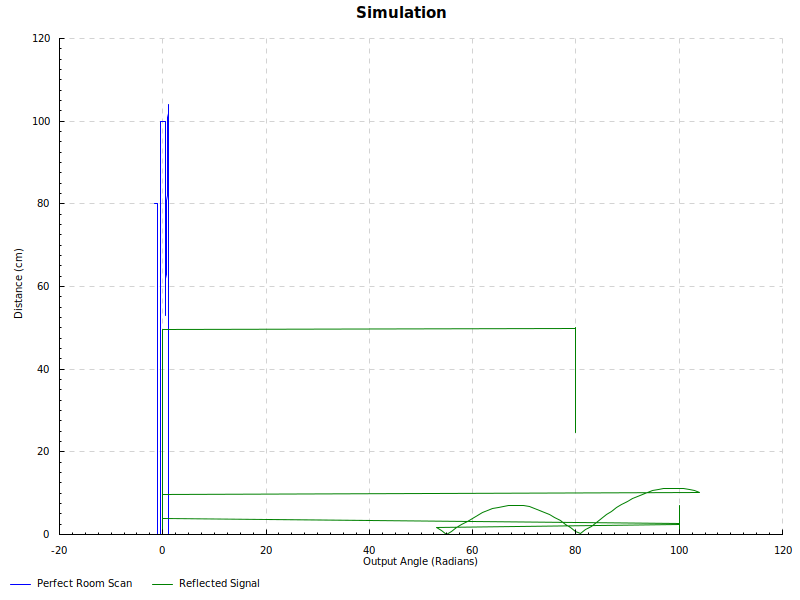 Simulation
120
100
80
60
40
20
0
Distance (cm)
-20 0 20 40 60 80 100 120
Output Angle (Radians)
Perfect Room Scan Reflected Signal